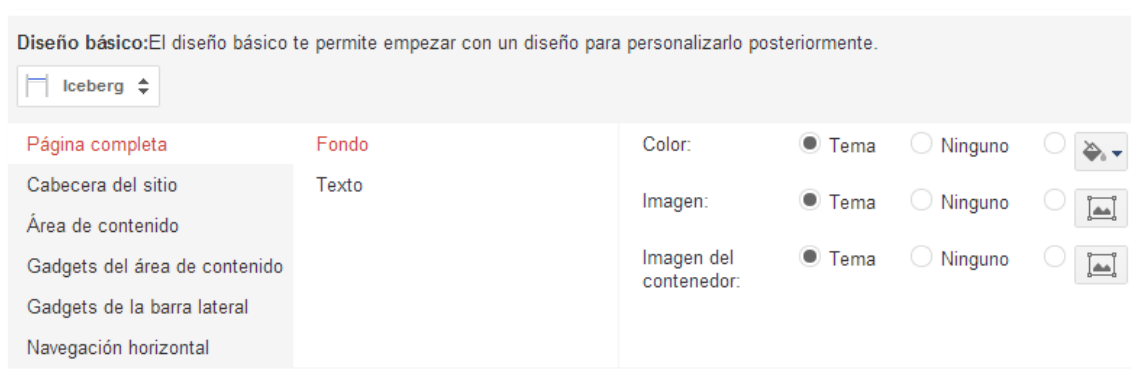 Diseño básico:El diseño básico te permite empezar con un diseño para personalizarlo posteriormente.
Iceberg
Página completa
Cabecera del sitio
Área de contenido
Gadgets del área de contenido
Gadgets de la barra lateral
Navegación horizontal
Fondo
Texto
Color: Tema Ninguno
Imagen: Tema Ninguno
Imagen del Tema Ninguno
contenedor: